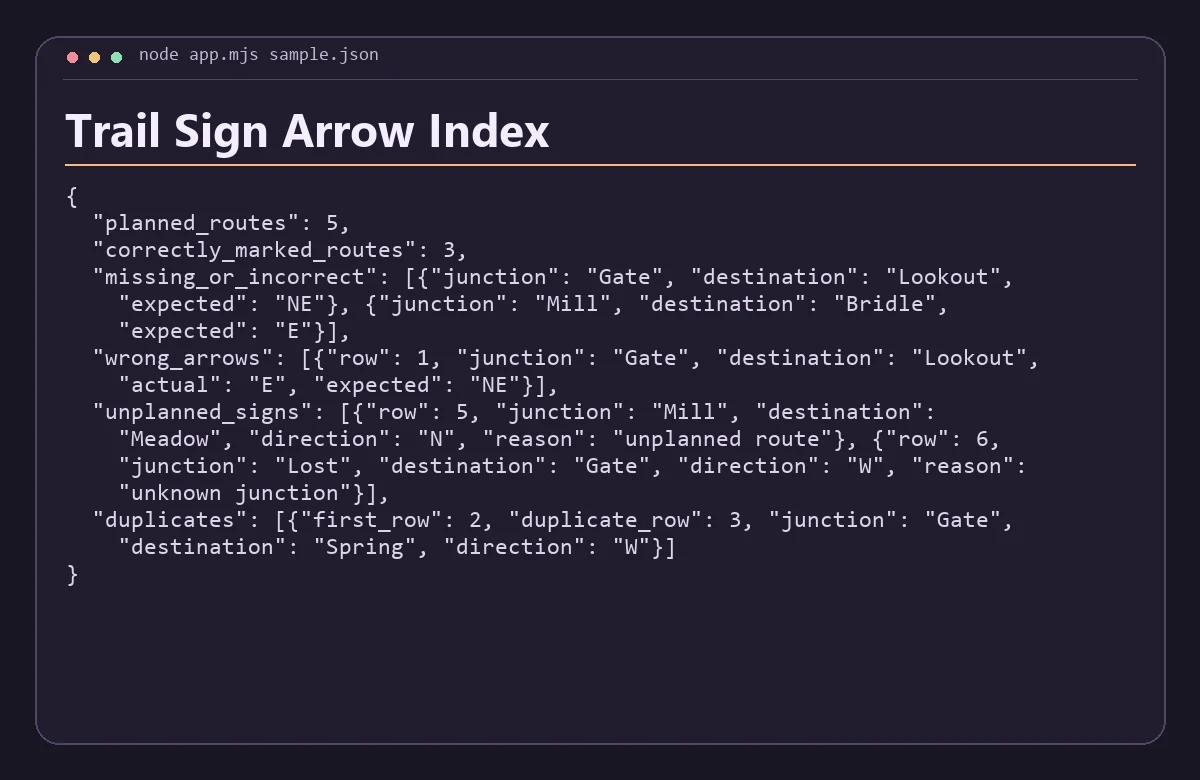 node app.mjs sample.json
Trail Sign Arrow Index
{
  "planned_routes": 5,
  "correctly_marked_routes": 3,
  "missing_or_incorrect": [{"junction": "Gate", "destination": "Lookout",
    "expected": "NE"}, {"junction": "Mill", "destination": "Bridle",
    "expected": "E"}],
  "wrong_arrows": [{"row": 1, "junction": "Gate", "destination": "Lookout",
    "actual": "E", "expected": "NE"}],
  "unplanned_signs": [{"row": 5, "junction": "Mill", "destination":
    "Meadow", "direction": "N", "reason": "unplanned route"}, {"row": 6,
    "junction": "Lost", "destination": "Gate", "direction": "W", "reason":
    "unknown junction"}],
  "duplicates": [{"first_row": 2, "duplicate_row": 3, "junction": "Gate",
    "destination": "Spring", "direction": "W"}]
}